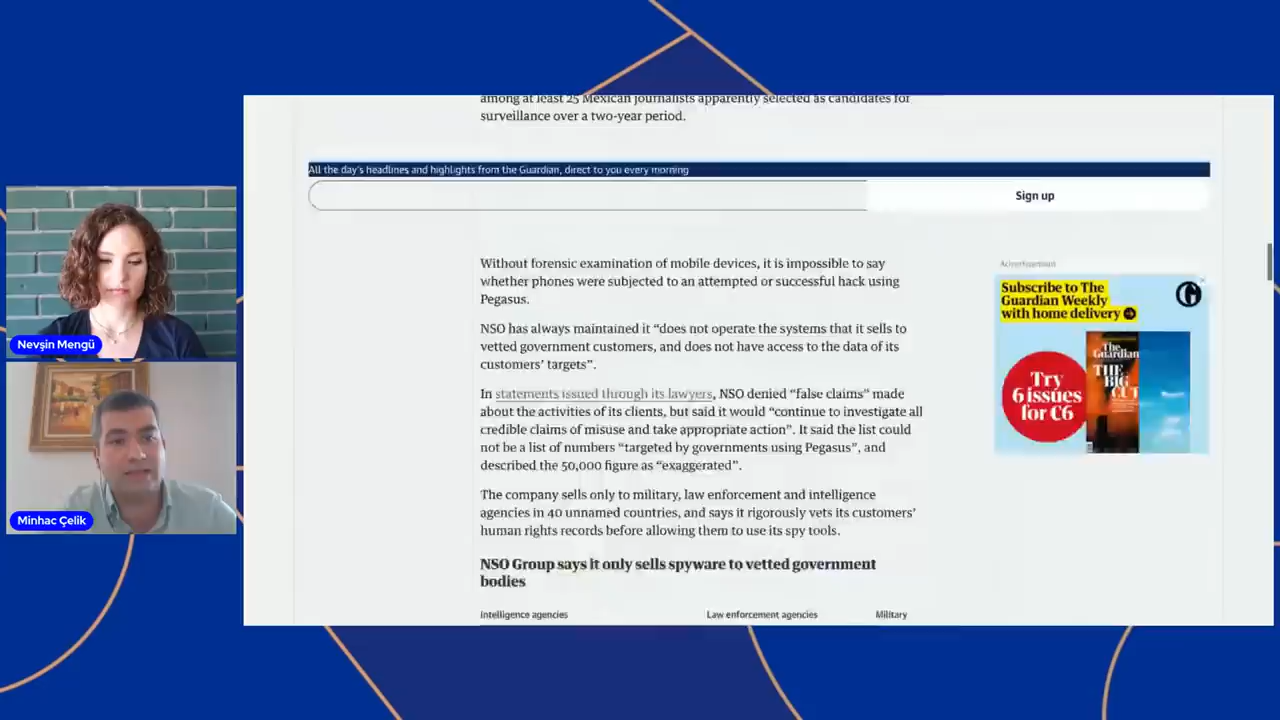 among at least 25 Mexican journalists apparently selected as candidates for
surveillance over a two-year period.
All the day's headlines and highlights from the Guardian, direct to you every morning
Sign up
Without forensic examination of mobile devices, it is impossible to say
whether phones were subjected to an attempted or successful hack using
Pegasus.
NSO has always maintained it “does not operate the systems that it sells to
vetted government customers, and does not have access to the data of its
customers’ targets”.
In statements issued through its lawyers, NSO denied “false claims” made
about the activities of its clients, but said it would “continue to investigate all
credible claims of misuse and take appropriate action”. It said the list could
not be a list of numbers “targeted by governments using Pegasus”, and
described the 50,000 figure as “exaggerated”.
The company sells only to military, law enforcement and intelligence
agencies in 40 unnamed countries, and says it rigorously vets its customers’
human rights records before allowing them to use its spy tools.
NSO Group says it only sells spyware to vetted government
bodies
Intelligence agencies
Law enforcement agencies
Military
Advertisement
Subscribe to The
Guardian Weekly
with home delivery
Try
6 issues
for €6
The
Guardian
THE
BIG
CUT
Nevşin Mengü
Minhac Çelik